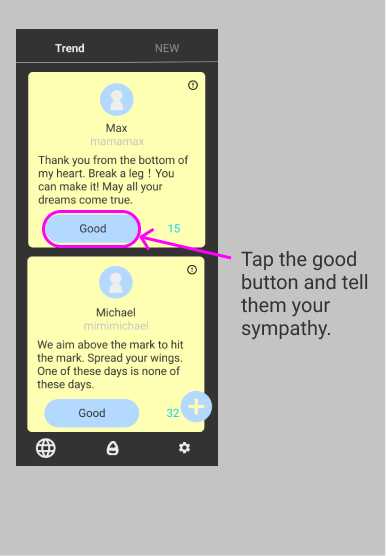 Trend NEW
Max
mamamax
Thank you from the bottom of
my heart. Break a leg！You
can make it! May all your
dreams come true.
Good 15
Tap the good
button and tell
them your
sympathy.
Michael
mimimichael
We aim above the mark to hit
the mark. Spread your wings.
One of these days is none of
these days.
Good 32